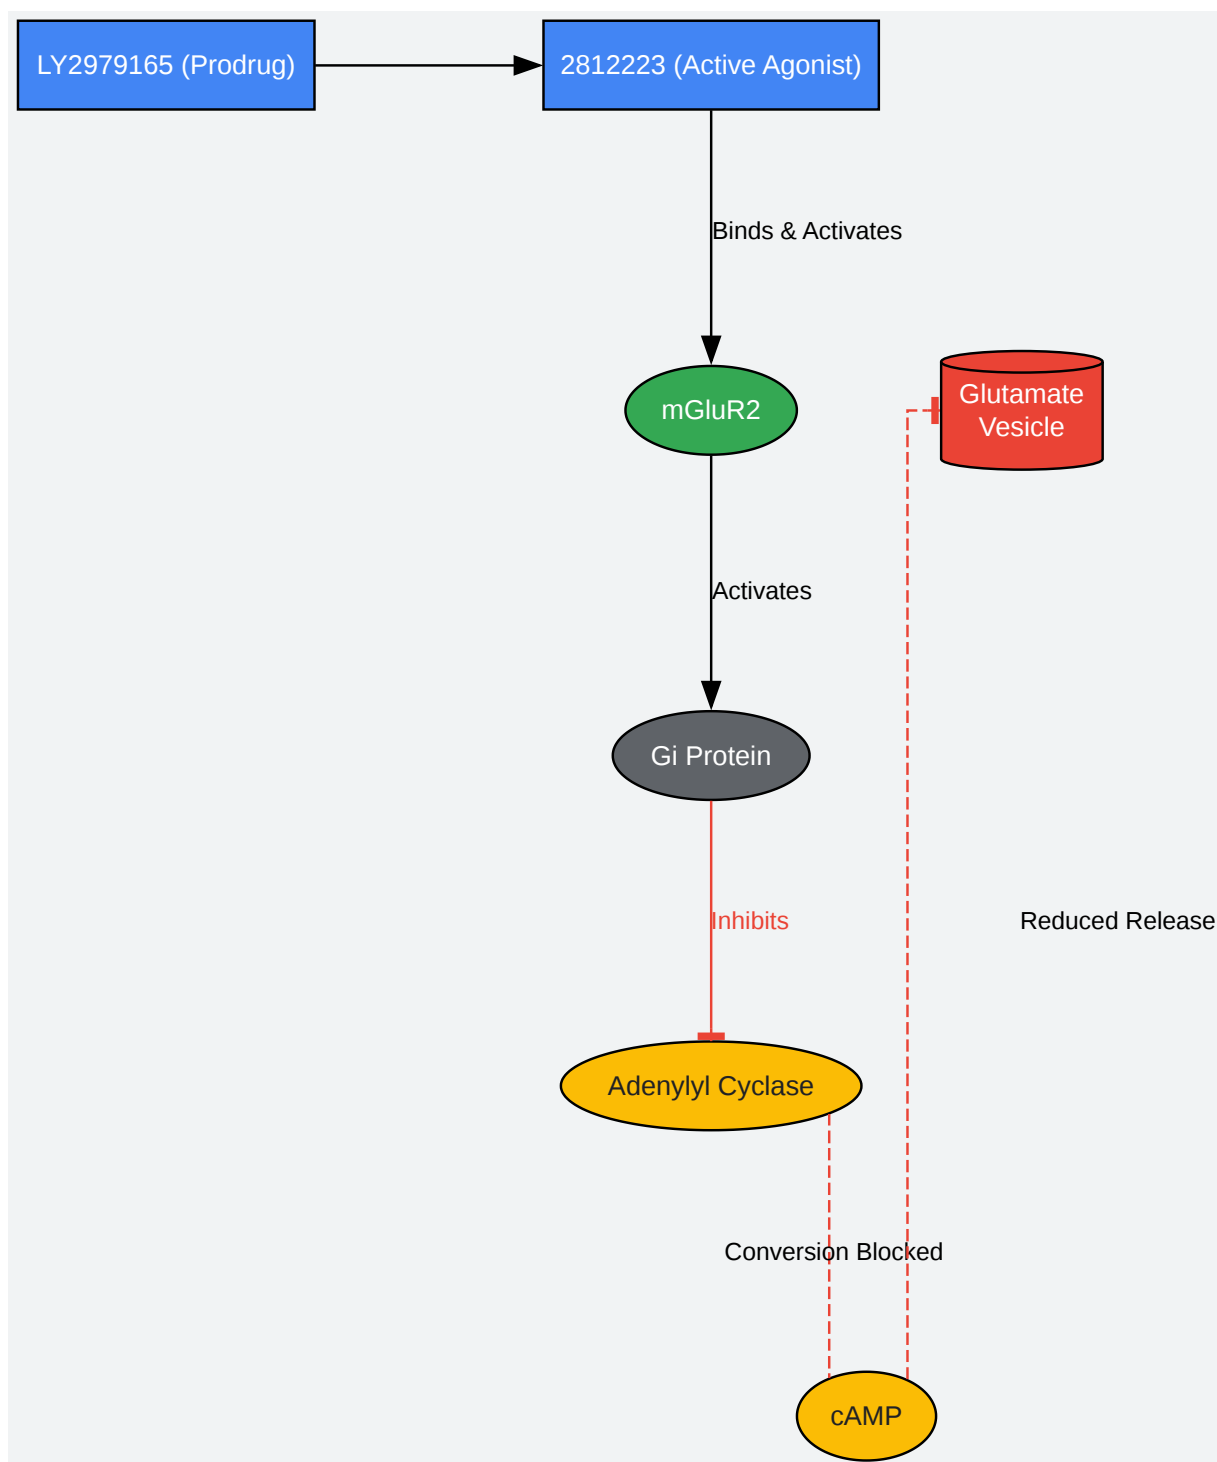 LY2979165 (Prodrug)
2812223 (Active Agonist)
Binds & Activates
mGluR2
Glutamate
Vesicle
Activates
Gi Protein
Inhibits
Reduced Release
Adenylyl Cyclase
Conversion Blocked
cAMP